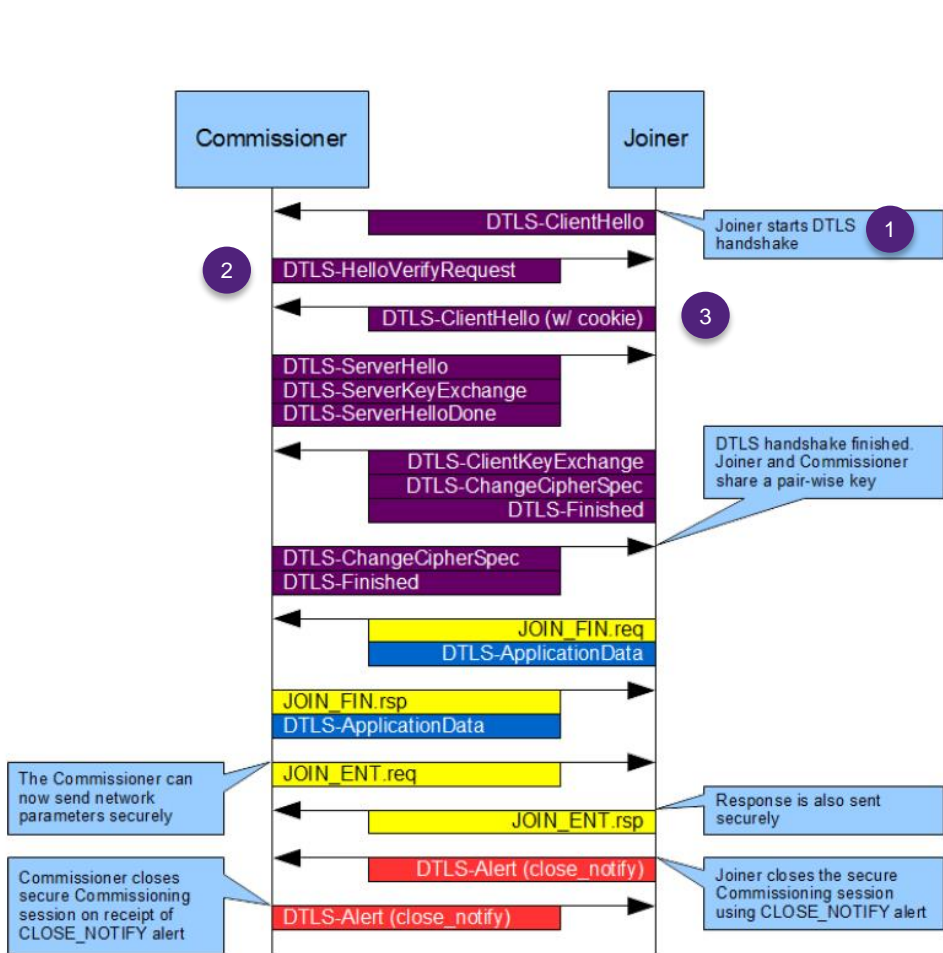 Commissioner
Joiner
DTLS-ClientHello
Joiner starts DTLS
handshake
1
2
DTLS-HelloVerifyRequest
DTLS-ClientHello (w/ cookie)
3
DTLS-ServerHello
DTLS-ServerKeyExchange
DTLS-ServerHelloDone
DTLS-ClientKeyExchange
DTLS-ChangeCipherSpec
DTLS-Finished
DTLS handshake finished.
Joiner and Commissioner
share a pair-wise key
DTLS-ChangeCipherSpec
DTLS-Finished
JOIN_FIN.req
DTLS-ApplicationData
JOIN_FIN.rsp
DTLS-ApplicationData
The Commissioner can
now send network
parameters securely
JOIN_ENT.req
JOIN_ENT.rsp
Response is also sent
securely
DTLS-Alert (close_notify)
Joiner closes the secure
Commissioning session
using CLOSE_NOTIFY alert
Commissioner closes
secure Commissioning
session on receipt of
CLOSE_NOTIFY alert
DTLS-Alert (close_notify)